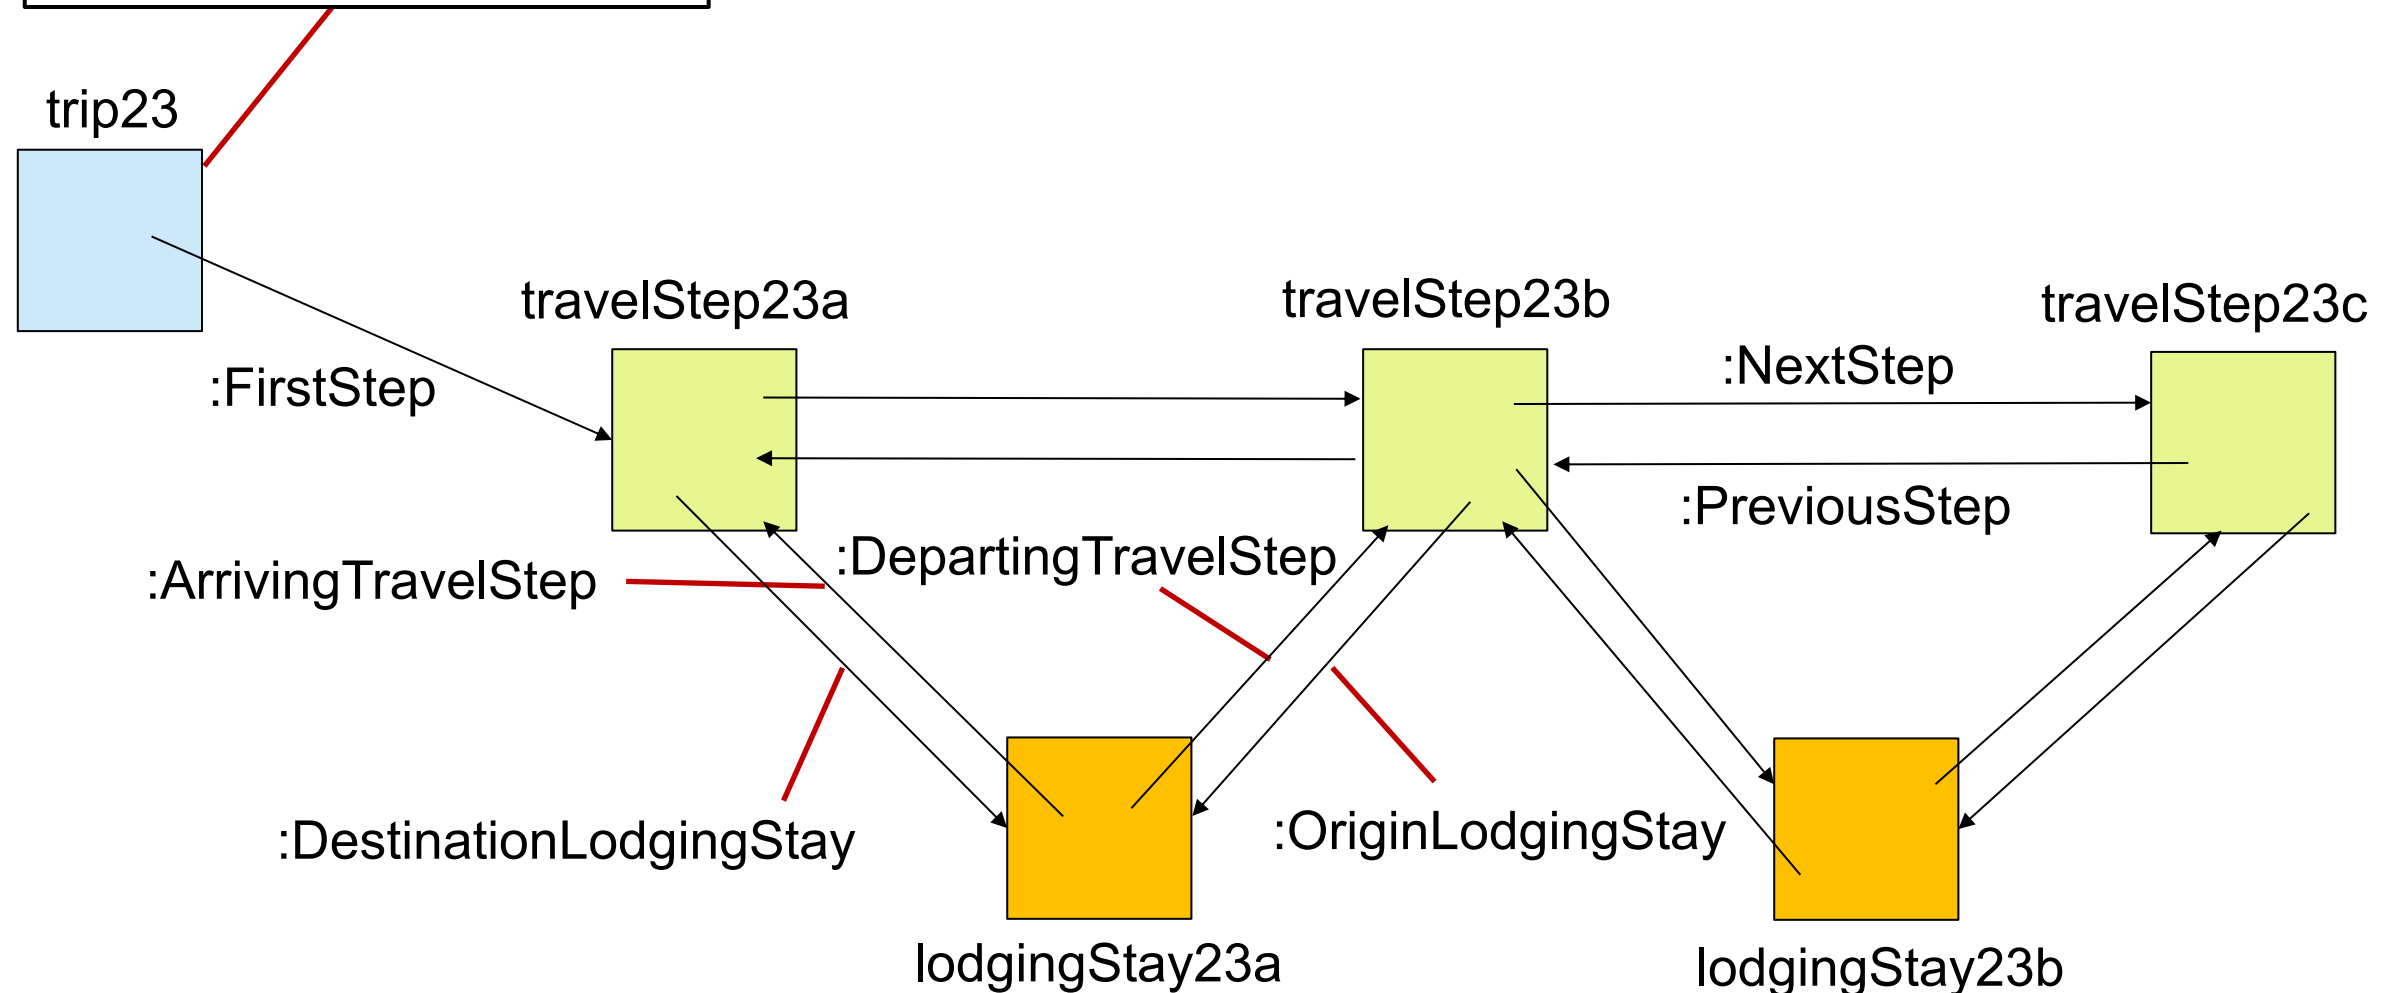 trip23
travelStep23a
travelStep23b
travelStep23c
:FirstStep
:NextStep
:PreviousStep
:ArrivingTravelStep
:DepartingTravelStep
:DestinationLodgingStay
:OriginLodgingStay
lodgingStay23a
lodgingStay23b